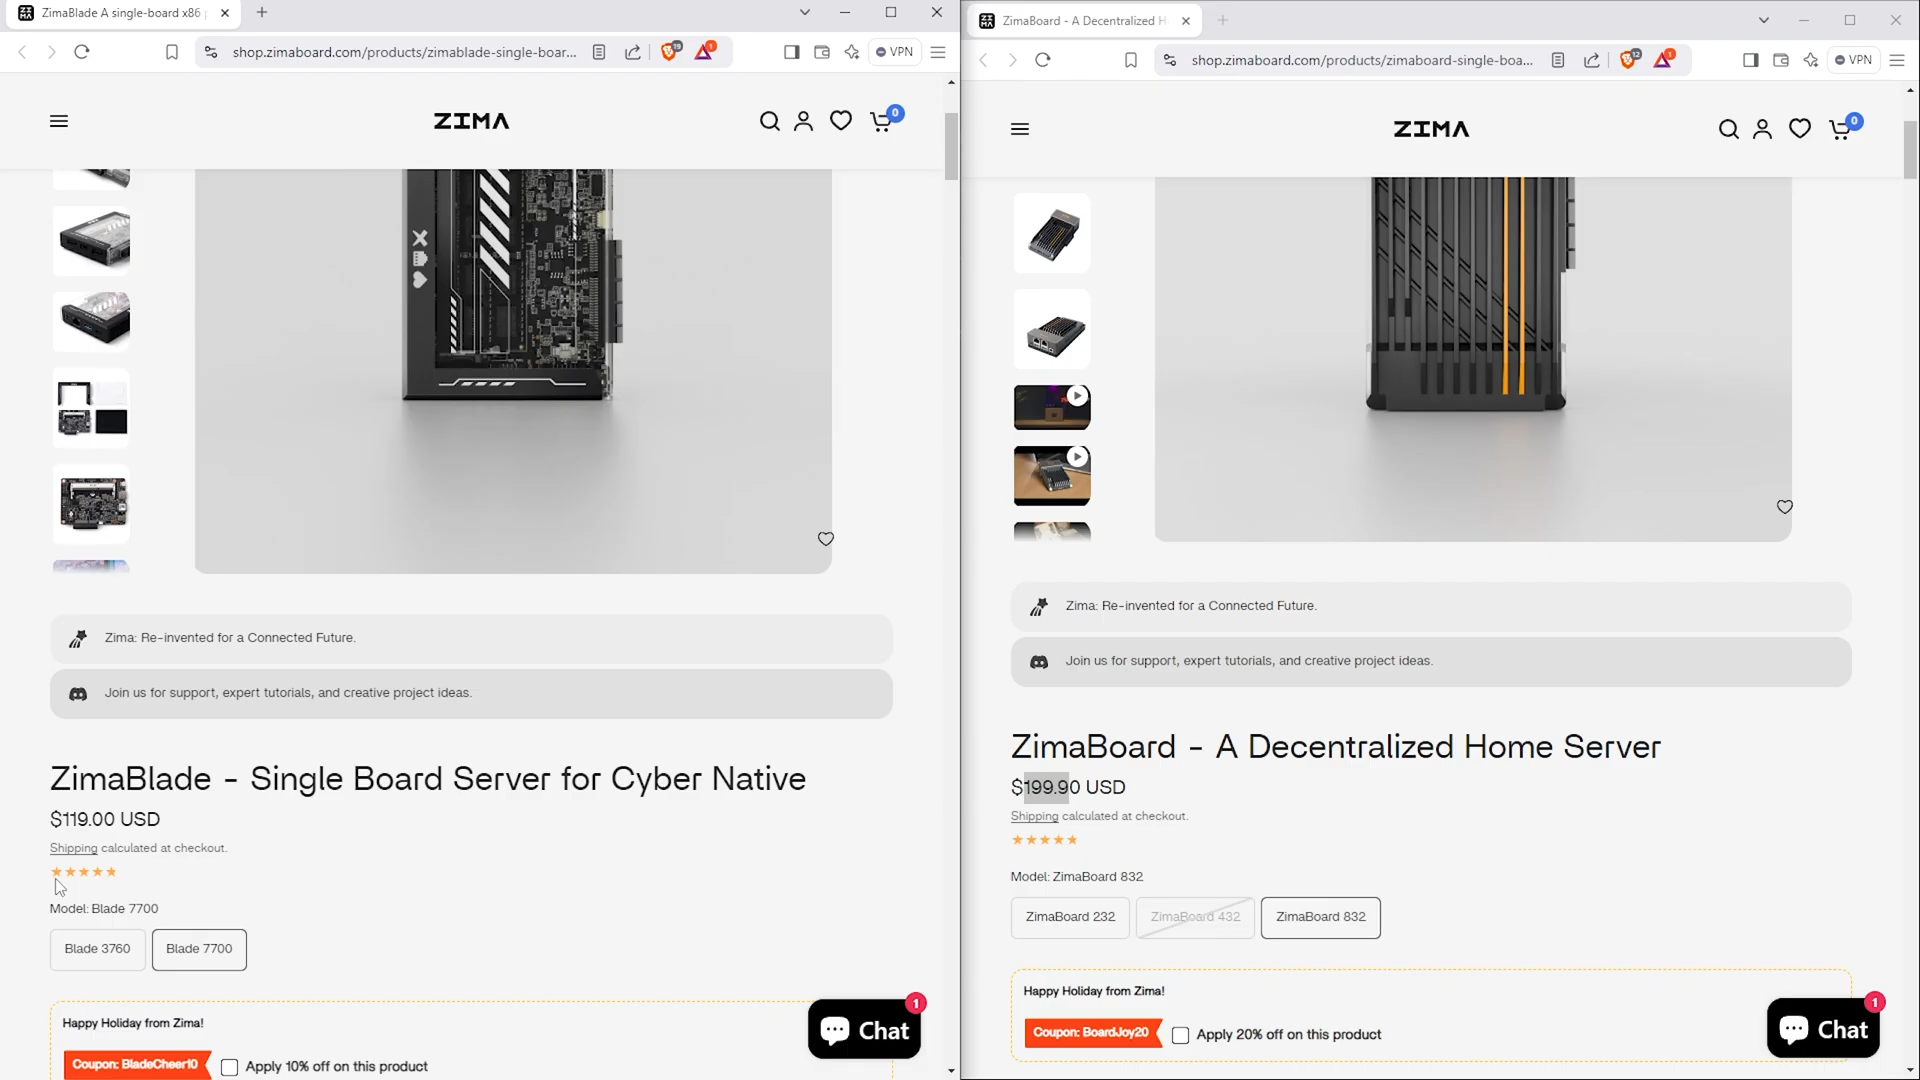 ZimaBlade A single-board x86
shop.zimaboard.com/products/zimablade-single-boar...
19
1
VPN
ZIMA
0
Zima: Re-invented for a Connected Future.
Join us for support, expert tutorials, and creative project ideas.
ZimaBlade - Single Board Server for Cyber Native
$119.00 USD
Shipping calculated at checkout.
Model: Blade 7700
Blade 3760
Blade 7700
Happy Holiday from Zima!
Coupon: BladeCheer10
Apply 10% off on this product
1
Chat
ZimaBoard - A Decentralized H
shop.zimaboard.com/products/zimaboard-single-boa...
12
1
VPN
ZIMA
0
Zima: Re-invented for a Connected Future.
Join us for support, expert tutorials, and creative project ideas.
ZimaBoard - A Decentralized Home Server
$199.90 USD
Shipping calculated at checkout.
Model: ZimaBoard 832
ZimaBoard 232
ZimaBoard 432
ZimaBoard 832
Happy Holiday from Zima!
Coupon: BoardJoy20
Apply 20% off on this product
1
Chat